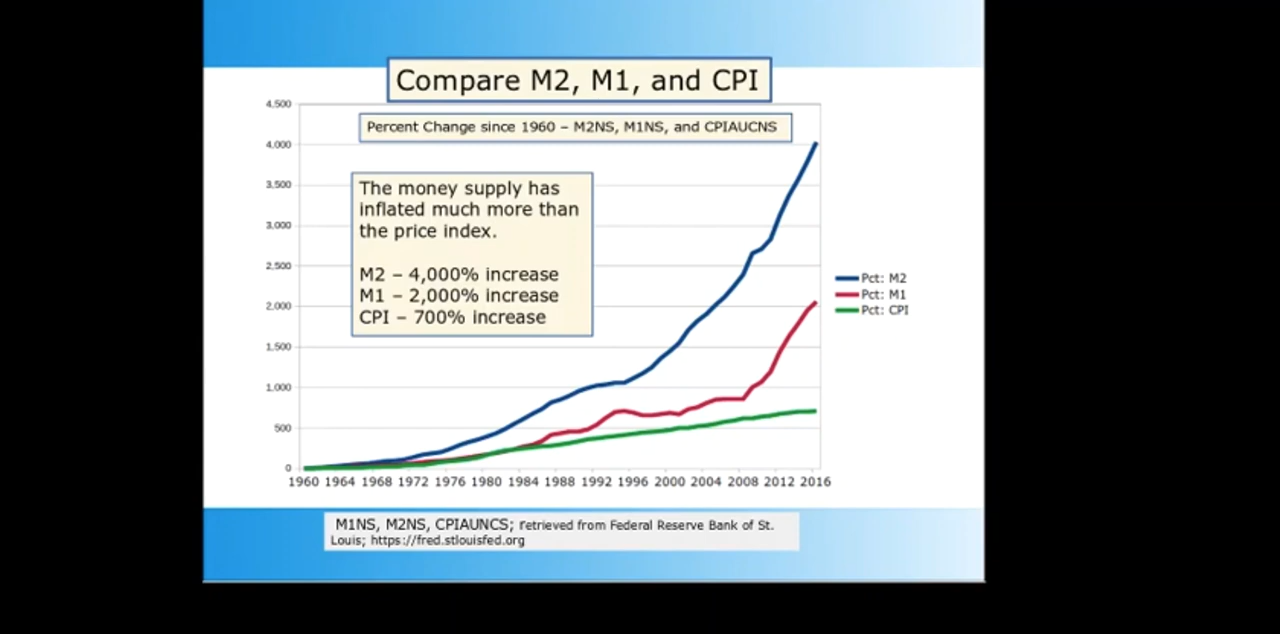 Compare M2, M1, and CPI
4,500
Percent Change since 1960 – M2NS, M1NS, and CPIAUCNS
4,000
The money supply has
inflated much more than
the price index.
M2 – 4,000% increase
M1 – 2,000% increase
CPI – 700% increase
3,500
3,000
2,500
2,000
1,500
1,000
500
0
Pct: M2
Pct: M1
Pct: CPI
1960 1964 1968 1972 1976 1980 1984 1988 1992 1996 2000 2004 2008 2012 2016
M1NS, M2NS, CPIAUNCS; retrieved from Federal Reserve Bank of St.
Louis; https://fred.stlouisfed.org